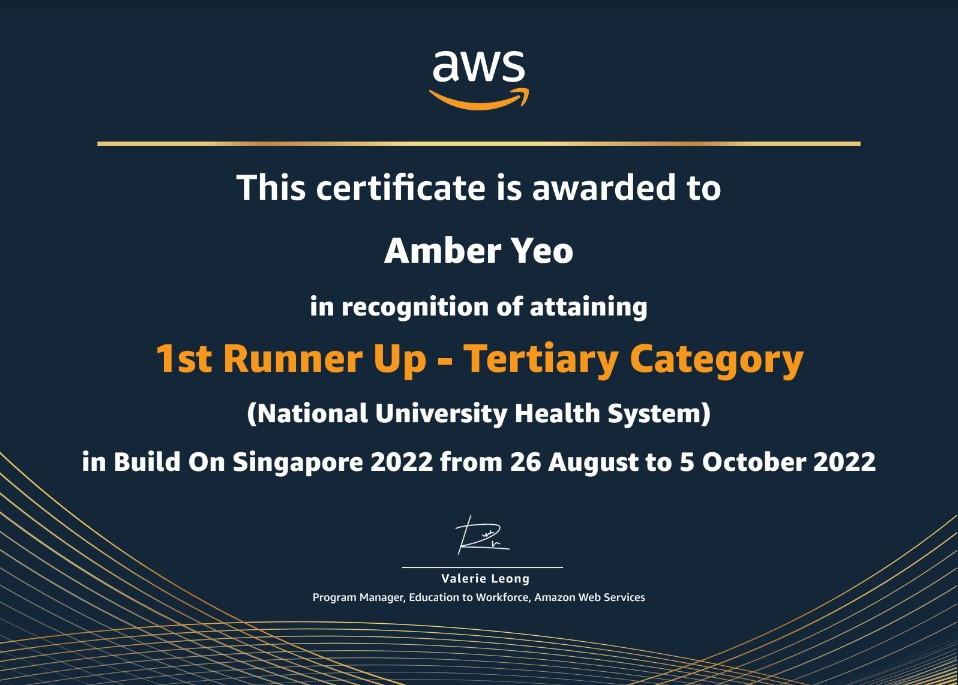 aws
This certificate is awarded to
Amber Yeo
in recognition of attaining
1st Runner Up - Tertiary Category
(National University Health System)
in Build On Singapore 2022 from 26 August to 5 October 2022
Valerie Leong
Program Manager, Education to Workforce, Amazon Web Services